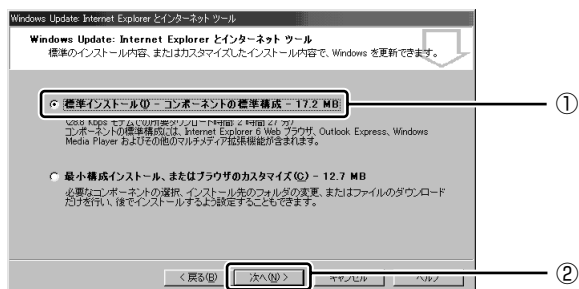 Windows Update: Internet Explorer とインターネット ツール
Windows Update: Internet Explorer とインターネット ツール
標準のインストール内容、またはカスタマイズしたインストール内容で、Windows を更新できます。
標準インストール(I) - コンポーネントの標準構成 - 17.2 MB
①
(28.8 Kbps モデムでの所要ダウンロード時間: 2 時間 27 分)
コンポーネントの標準構成には、Internet Explorer 6 Web ブラウザ、Outlook Express、Windows
Media Player およびその他のマルチメディア拡張機能が含まれます。
最小構成インストール、またはブラウザのカスタマイズ(C) - 12.7 MB
必要なコンポーネントの選択、インストール先のフォルダの変更、またはファイルのダウンロード
だけを行い、後でインストールするよう設定することもできます。
< 戻る(B) 次へ(N) > キャンセル ヘルプ
②